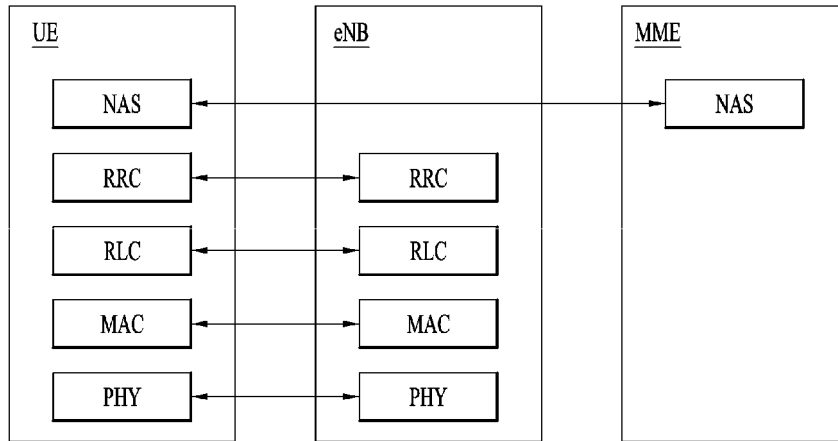 UE eNB MME
NAS NAS
RRC RRC
RLC RLC
MAC MAC
PHY PHY